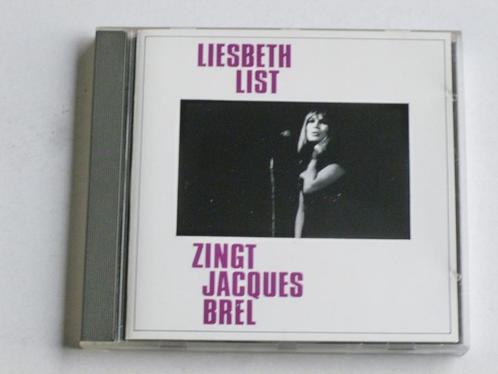 LIESBETH
LIST
ZINGT
JACQUES
BREL